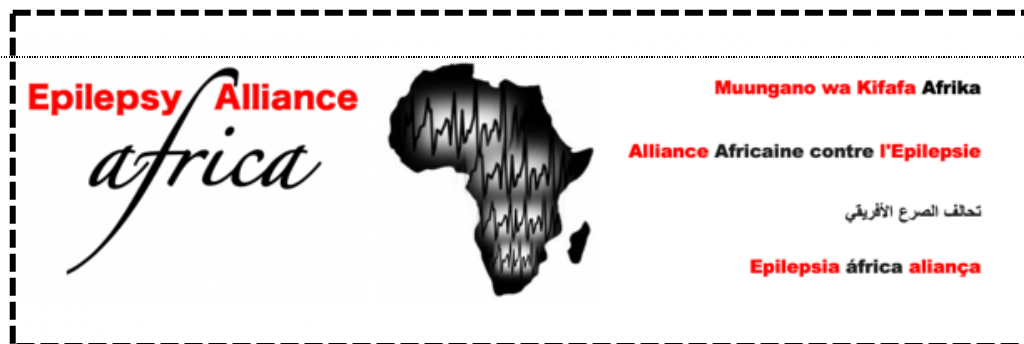 Epilepsy Alliance
africa
Muungano wa Kifafa Afrika
Alliance Africaine contre l'Epilepsie
تحالف الصرع الأفريقي
Epilepsia áfrica aliança